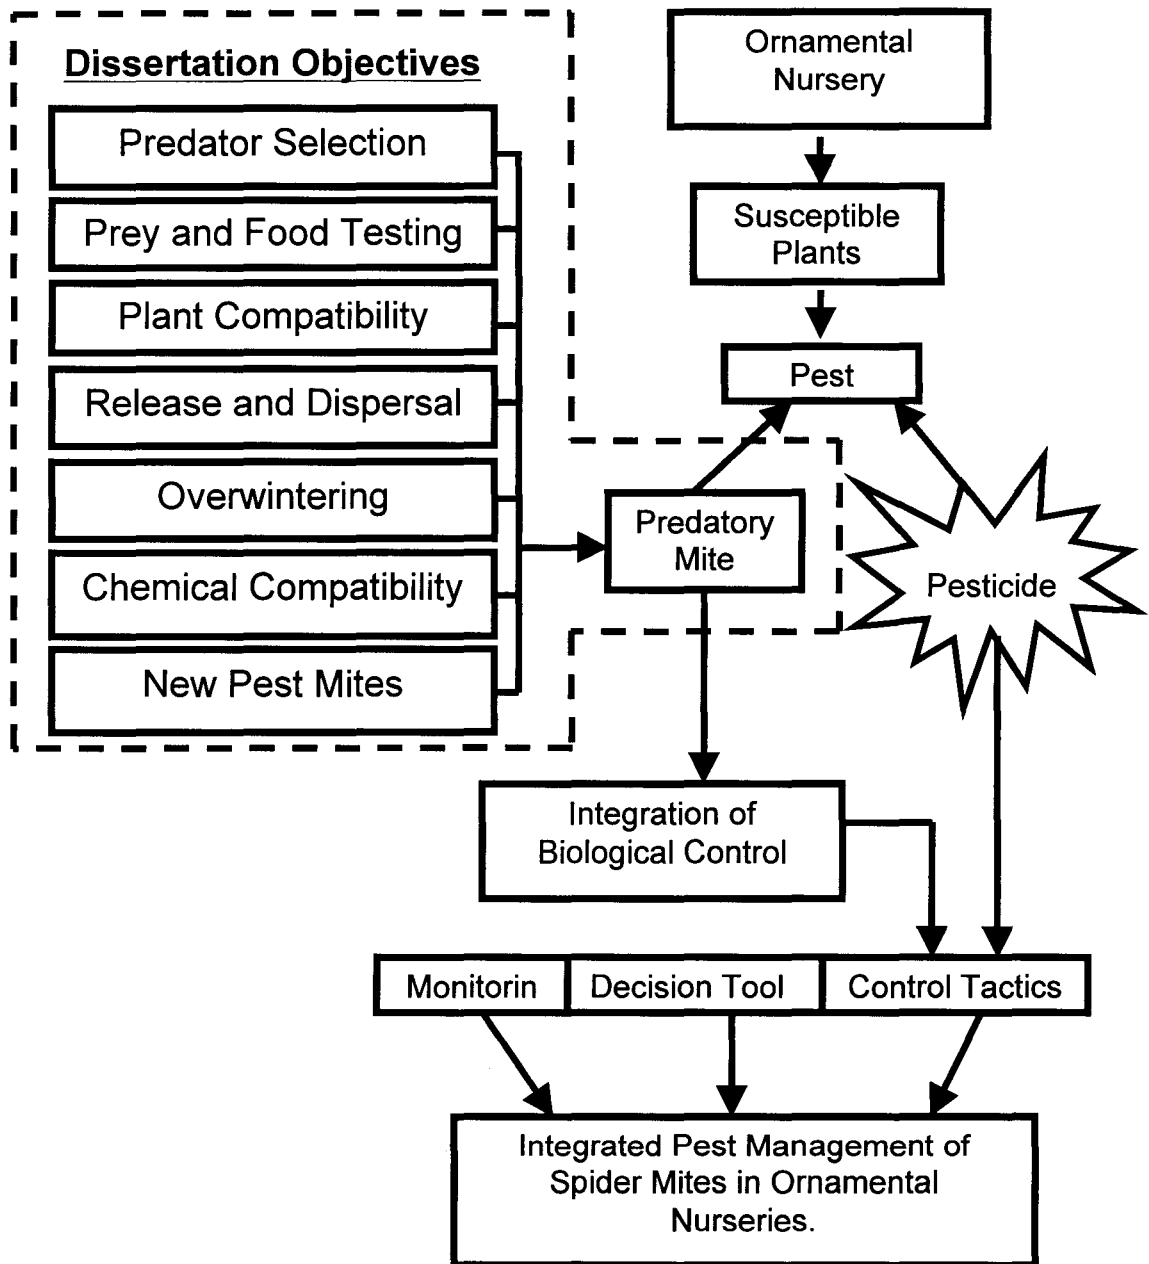 Dissertation Objectives
Predator Selection
Prey and Food Testing
Plant Compatibility
Release and Dispersal
Overwintering
Chemical Compatibility
New Pest Mites
Ornamental
Nursery
Susceptible
Plants
Pest
Predatory
Mite
Pesticide
Integration of
Biological Control
Monitorin
Decision Tool
Control Tactics
Integrated Pest Management of
Spider Mites in Ornamental
Nurseries.